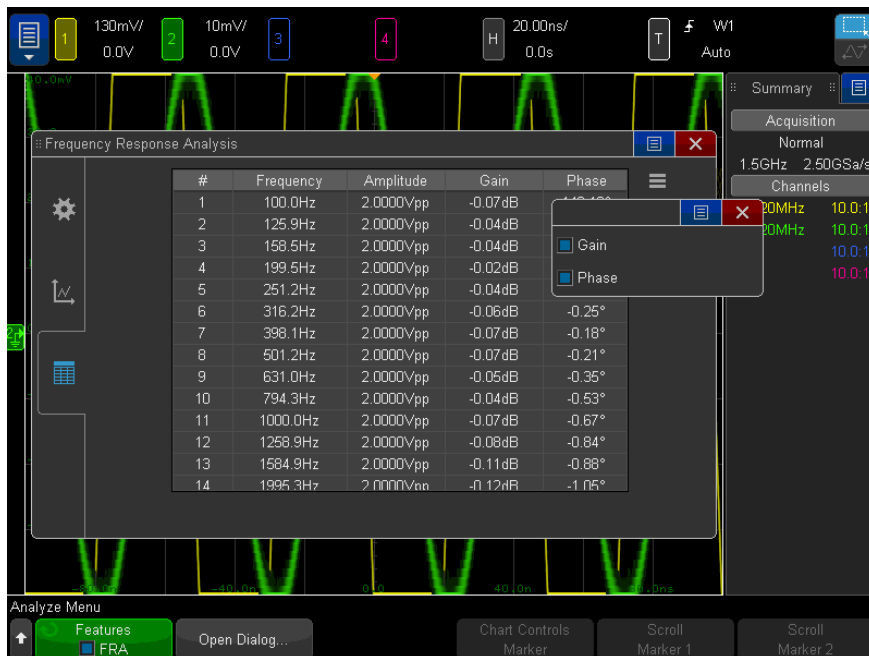 130mV/ 10mV/ 20.00ns/ W1
1 2 3 4 H T
0.0V 0.0V 0.0s Auto
Summary
Acquisition
Normal
1.5GHz 2.50GSa/s
Channels
20MHz 10.0:1
20MHz 10.0:1
10.0:1
10.0:1
Frequency Response Analysis
# Frequency Amplitude Gain Phase
1 100.0Hz 2.0000Vpp -0.07dB
2 125.9Hz 2.0000Vpp -0.04dB
3 158.5Hz 2.0000Vpp -0.04dB
4 199.5Hz 2.0000Vpp -0.02dB
5 251.2Hz 2.0000Vpp -0.04dB
6 316.2Hz 2.0000Vpp -0.06dB -0.25°
7 398.1Hz 2.0000Vpp -0.07dB -0.18°
8 501.2Hz 2.0000Vpp -0.07dB -0.21°
9 631.0Hz 2.0000Vpp -0.05dB -0.35°
10 794.3Hz 2.0000Vpp -0.04dB -0.53°
11 1000.0Hz 2.0000Vpp -0.07dB -0.67°
12 1258.9Hz 2.0000Vpp -0.08dB -0.84°
13 1584.9Hz 2.0000Vpp -0.11dB -0.88°
14 1995.3Hz 2.0000Vpp -0.12dB -1.05°
Gain
Phase
-40.0n 0.0 40.0n
Analyze Menu
Features
FRA
Open Dialog...
Chart Controls
Marker
Scroll
Marker 1
Scroll
Marker 2